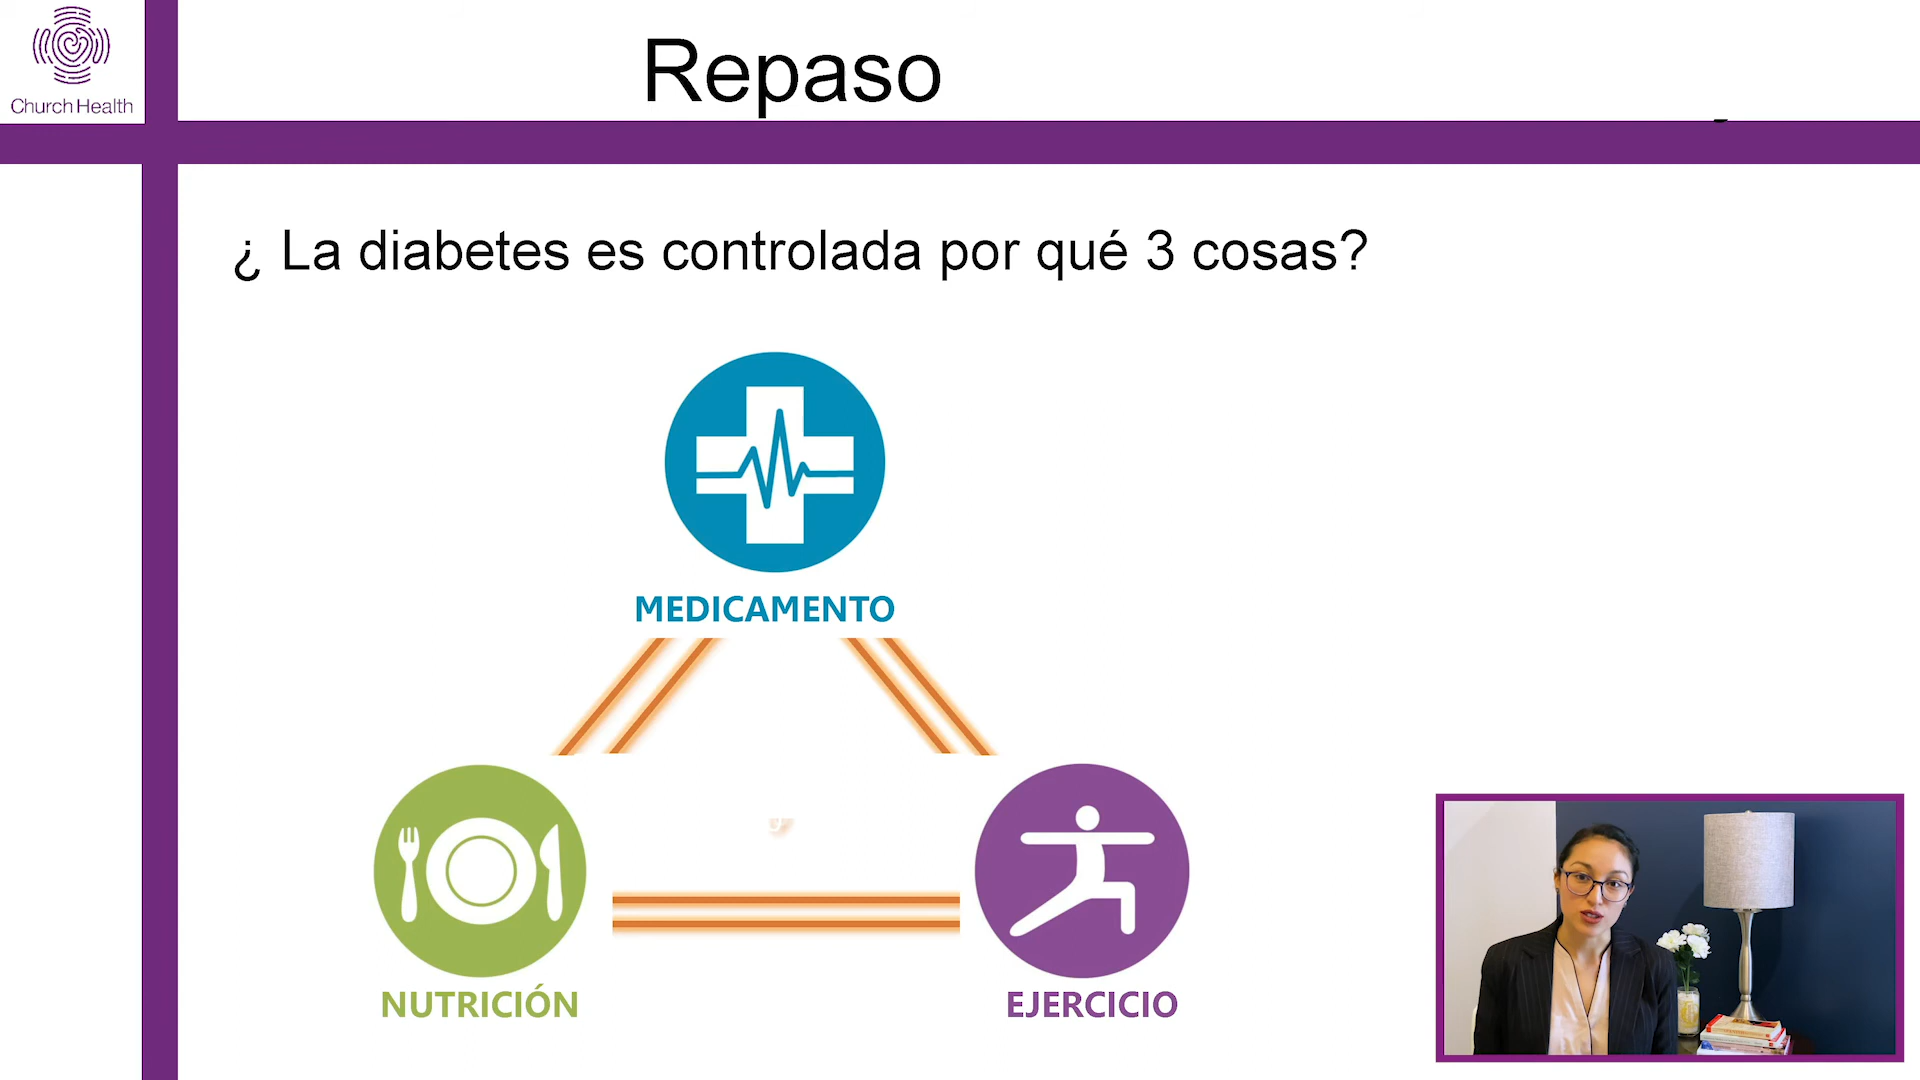 Church Health
Repaso
¿ La diabetes es controlada por qué 3 cosas?
MEDICAMENTO
NUTRICIÓN
EJERCICIO